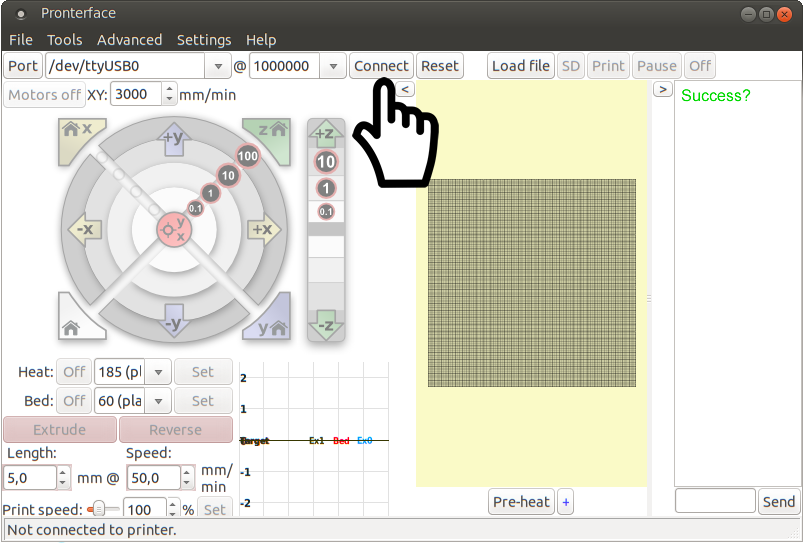 Pronterface
File Tools Advanced Settings Help
Port /dev/ttyUSB0 @ 1000000 Connect Reset Load file SD Print Pause Off
Motors off XY: 3000 mm/min < >
Success?
x +y z +z
100
10
1
0.1
10
1
0.1
-x y x +x
-y y -z
Heat: Off 185 (pl Set
Bed: Off 60 (pla Set
Extrude Reverse
Length: Speed:
5,0 mm @ 50,0 mm/
min
Print speed: 100 % Set
2
1
Ex1 Bed Ex0
-1
-2
Pre-heat + Send
Not connected to printer.